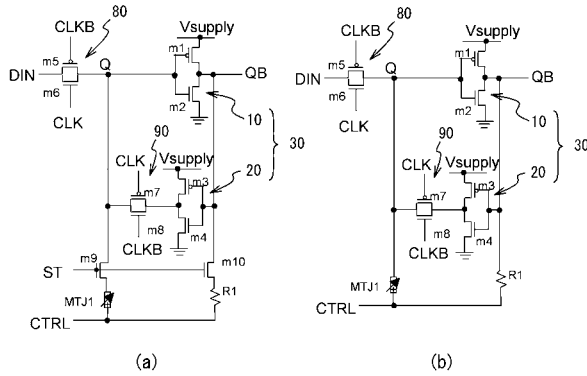 Vsupply
80
CLKB
m1
m5
DIN
Q
QB
m6
m2
10
CLK
90
30
CLK
Vsupply
20
m7
m3
m8
m4
CLKB
m9
m10
ST
MTJ1
R1
CTRL
(a)
Vsupply
80
CLKB
m1
m5
DIN
Q
QB
m6
m2
10
CLK
90
30
CLK
Vsupply
20
m7
m3
m8
m4
CLKB
MTJ1
R1
CTRL
(b)